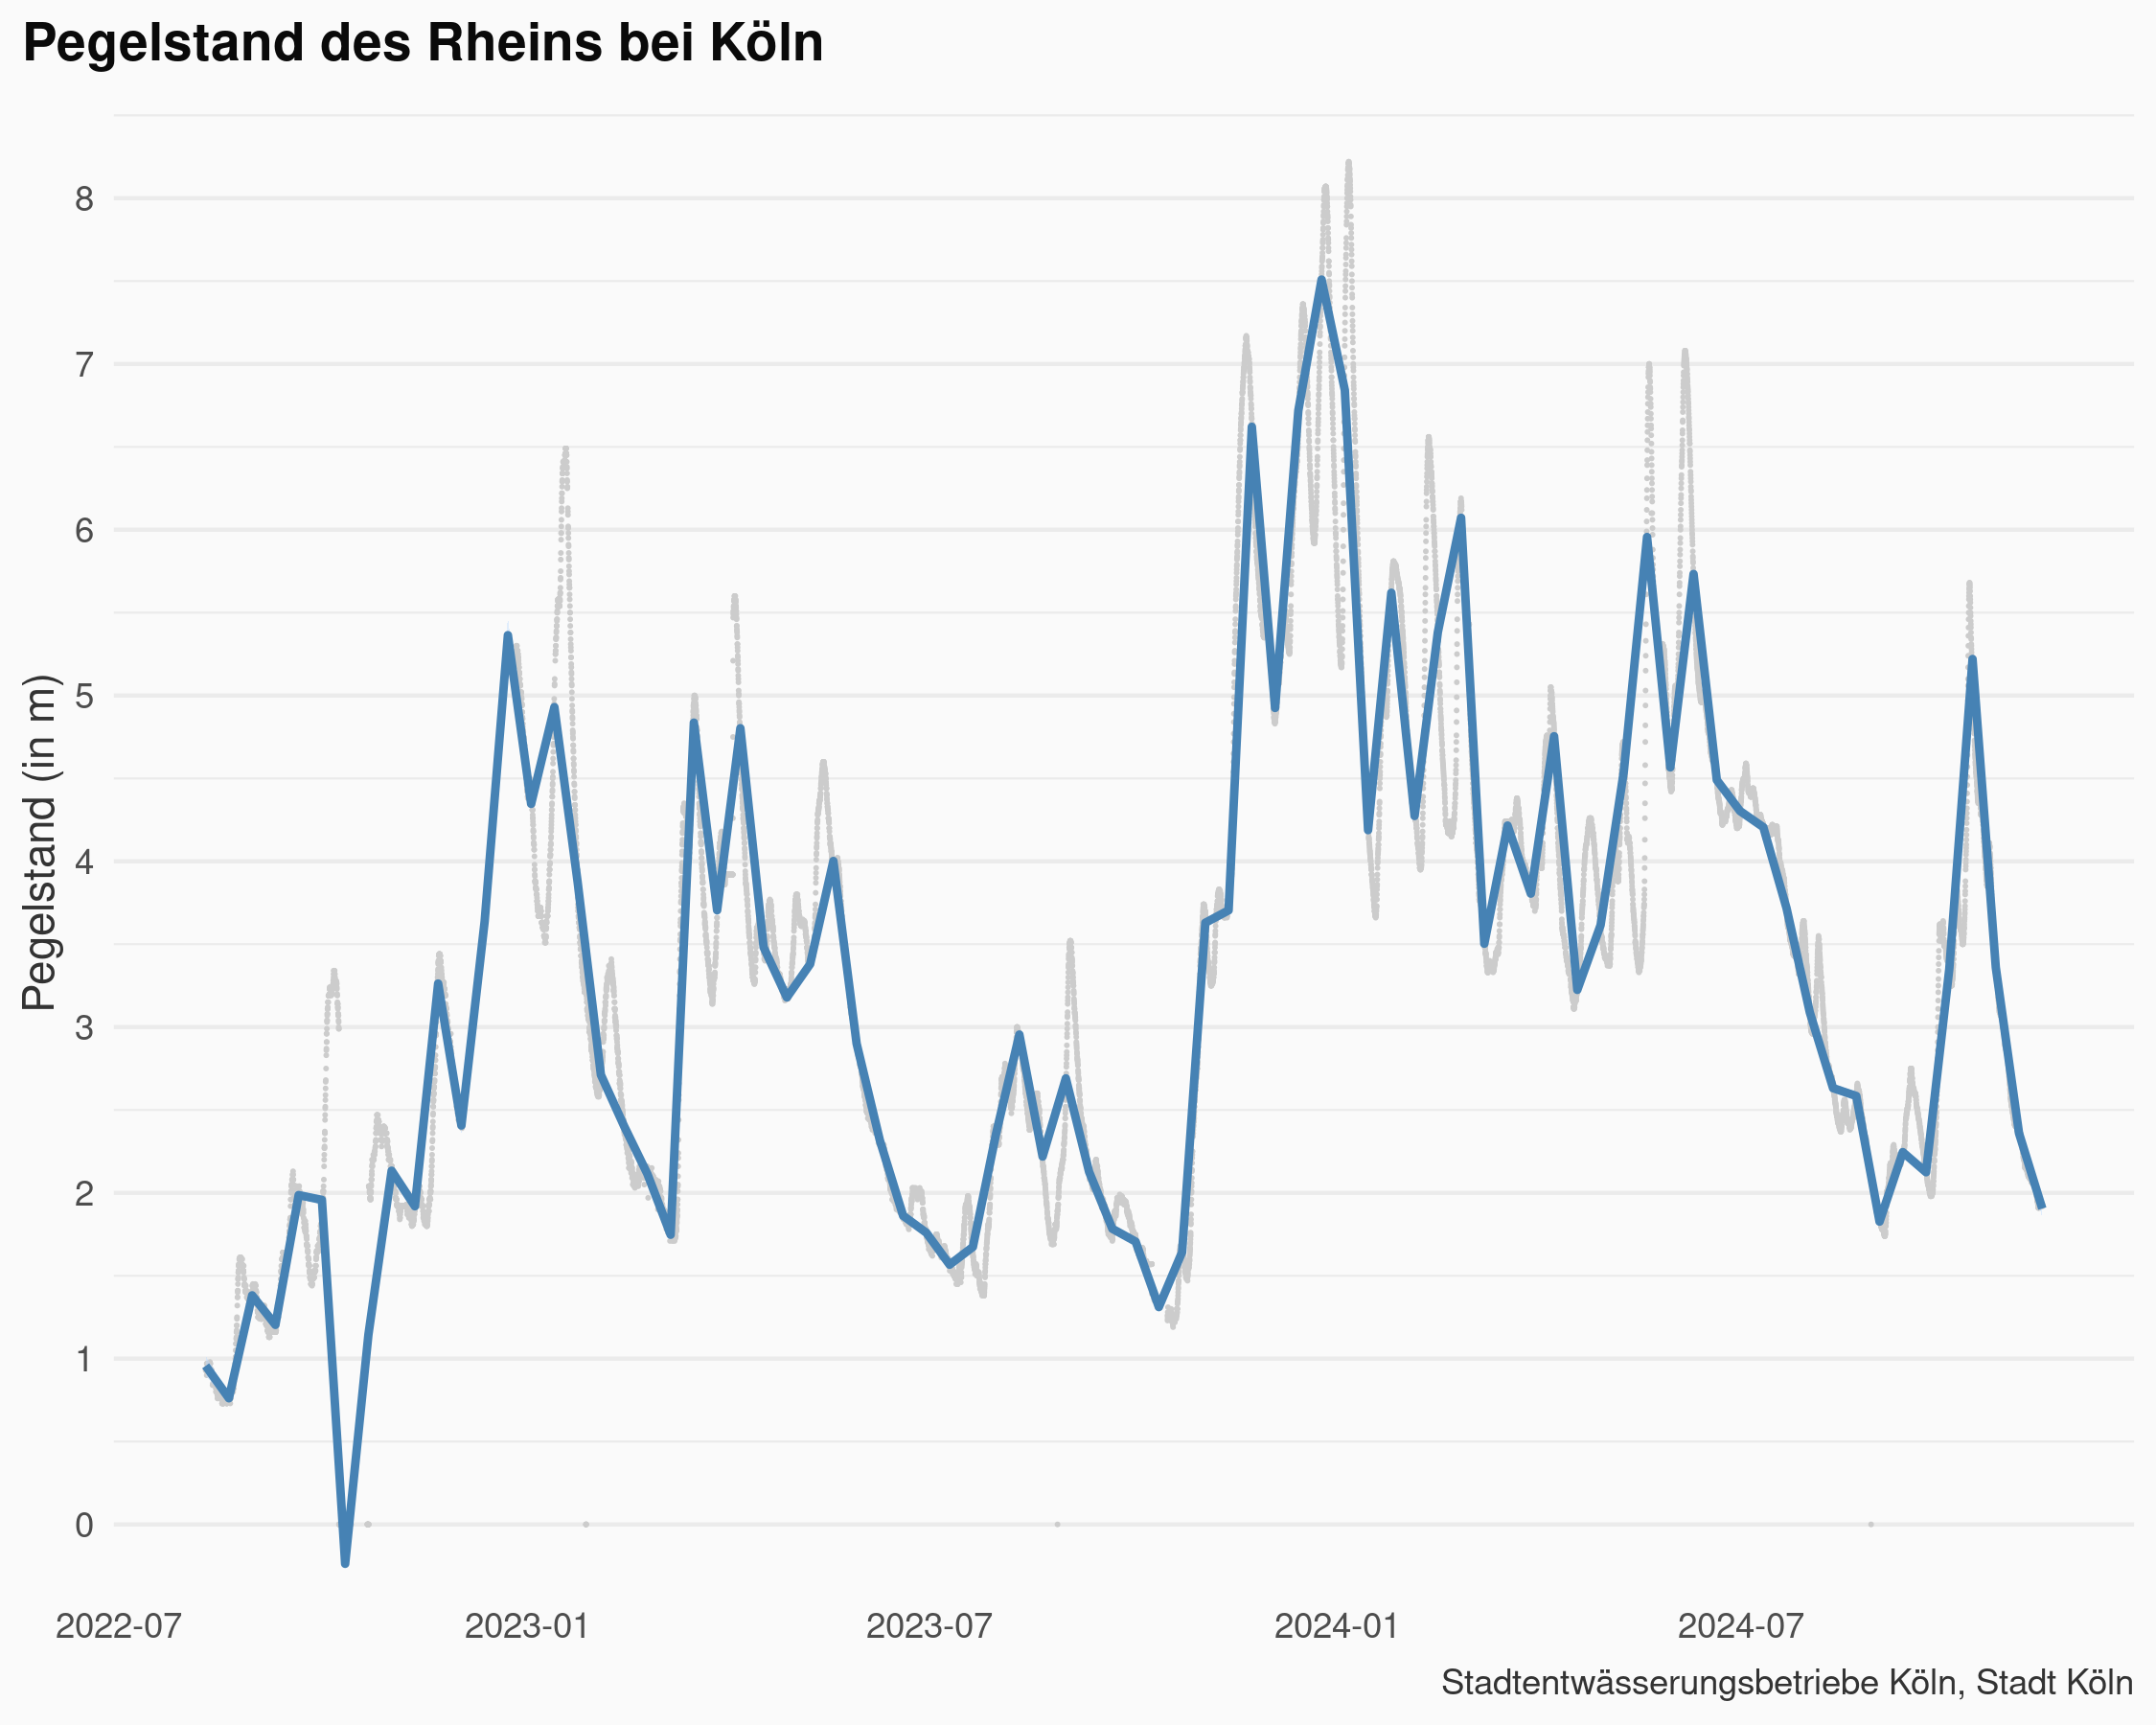 Pegelstand des Rheins bei Köln
Pegelstand (in m)
8
7
6
5
4
3
2
1
0
2022-07 2023-01 2023-07 2024-01 2024-07
Stadtentwässerungsbetriebe Köln, Stadt Köln